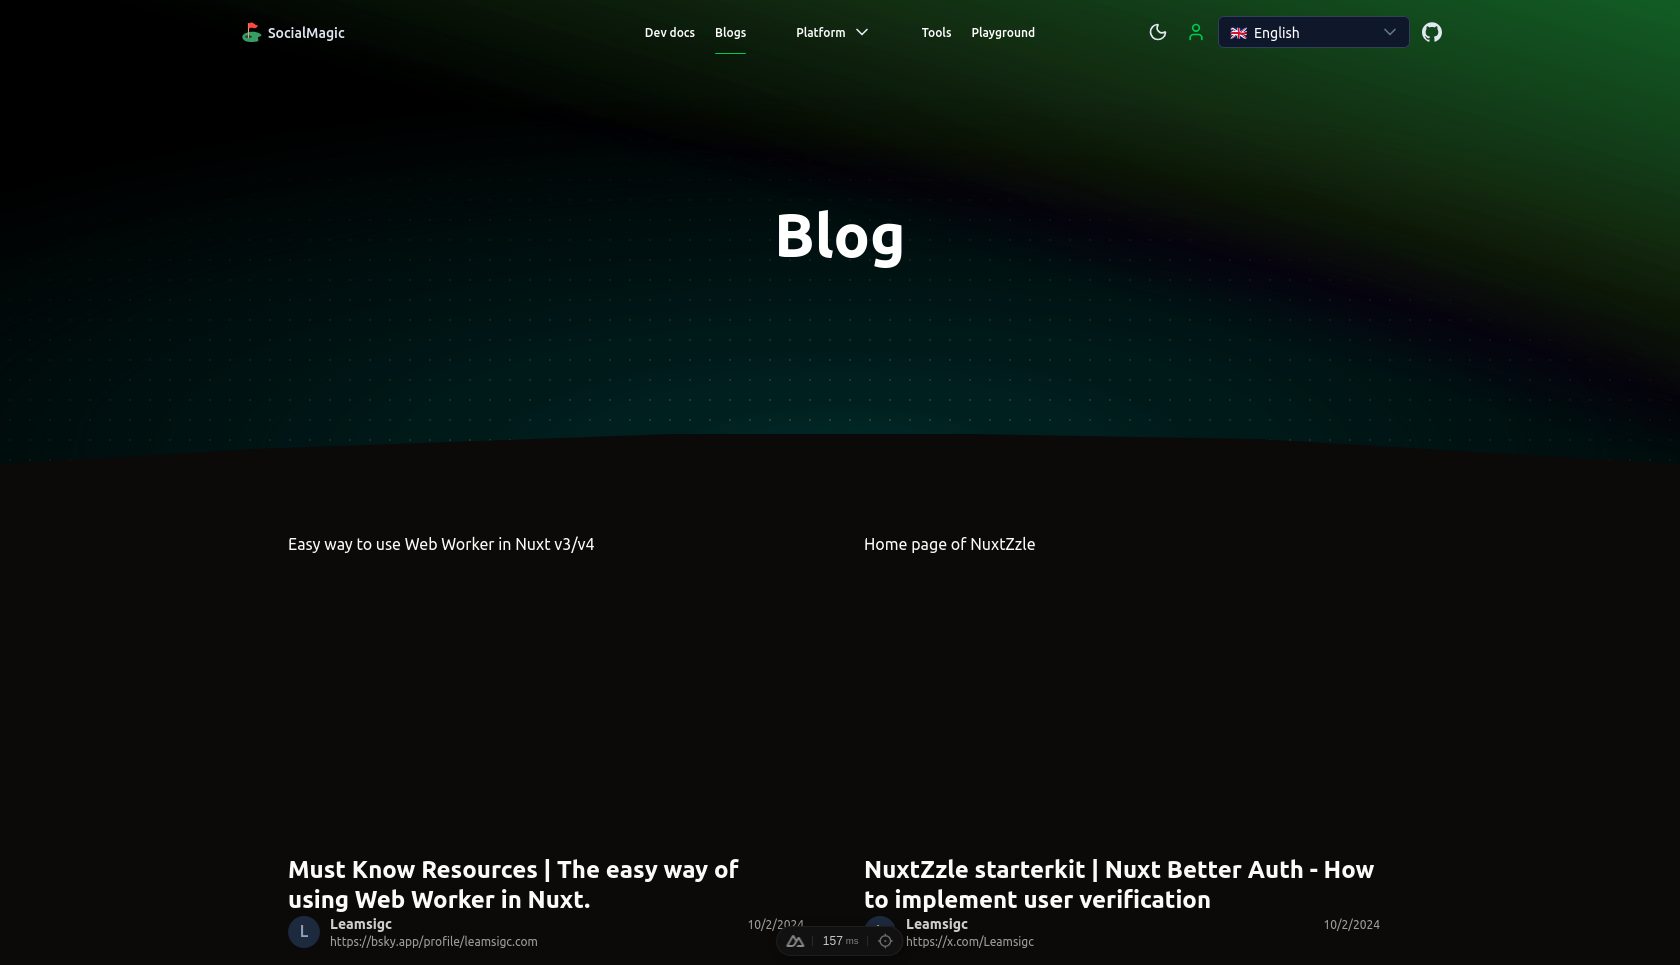 SocialMagic
Dev docs
Blogs
Platform
Tools
Playground
English
Blog
Easy way to use Web Worker in Nuxt v3/v4
Home page of NuxtZzle
Must Know Resources | The easy way of
using Web Worker in Nuxt.
L
Leamsigc
10/2/2024
https://bsky.app/profile/leamsigc.com
NuxtZzle starterkit | Nuxt Better Auth - How
to implement user verification
Leamsigc
10/2/2024
https://x.com/Leamsigc
157 ms